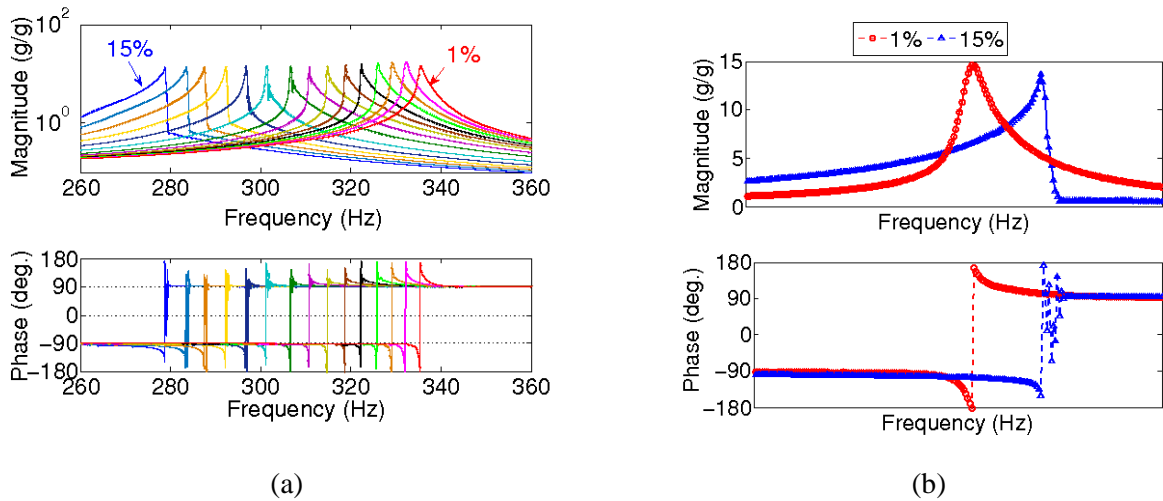 10^2
10^0
Magnitude (g/g)
15%
1%
260 280 300 320 340 360
Frequency (Hz)
180
90
0
−90
−180
Phase (deg.)
260 280 300 320 340 360
Frequency (Hz)
(a)
1% 15%
15
10
5
0
Magnitude (g/g)
Frequency (Hz)
180
90
0
−90
−180
Phase (deg.)
Frequency (Hz)
(b)